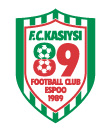 F.C.KASIYSI
89
FOOTBALL CLUB
ESPOO
1989